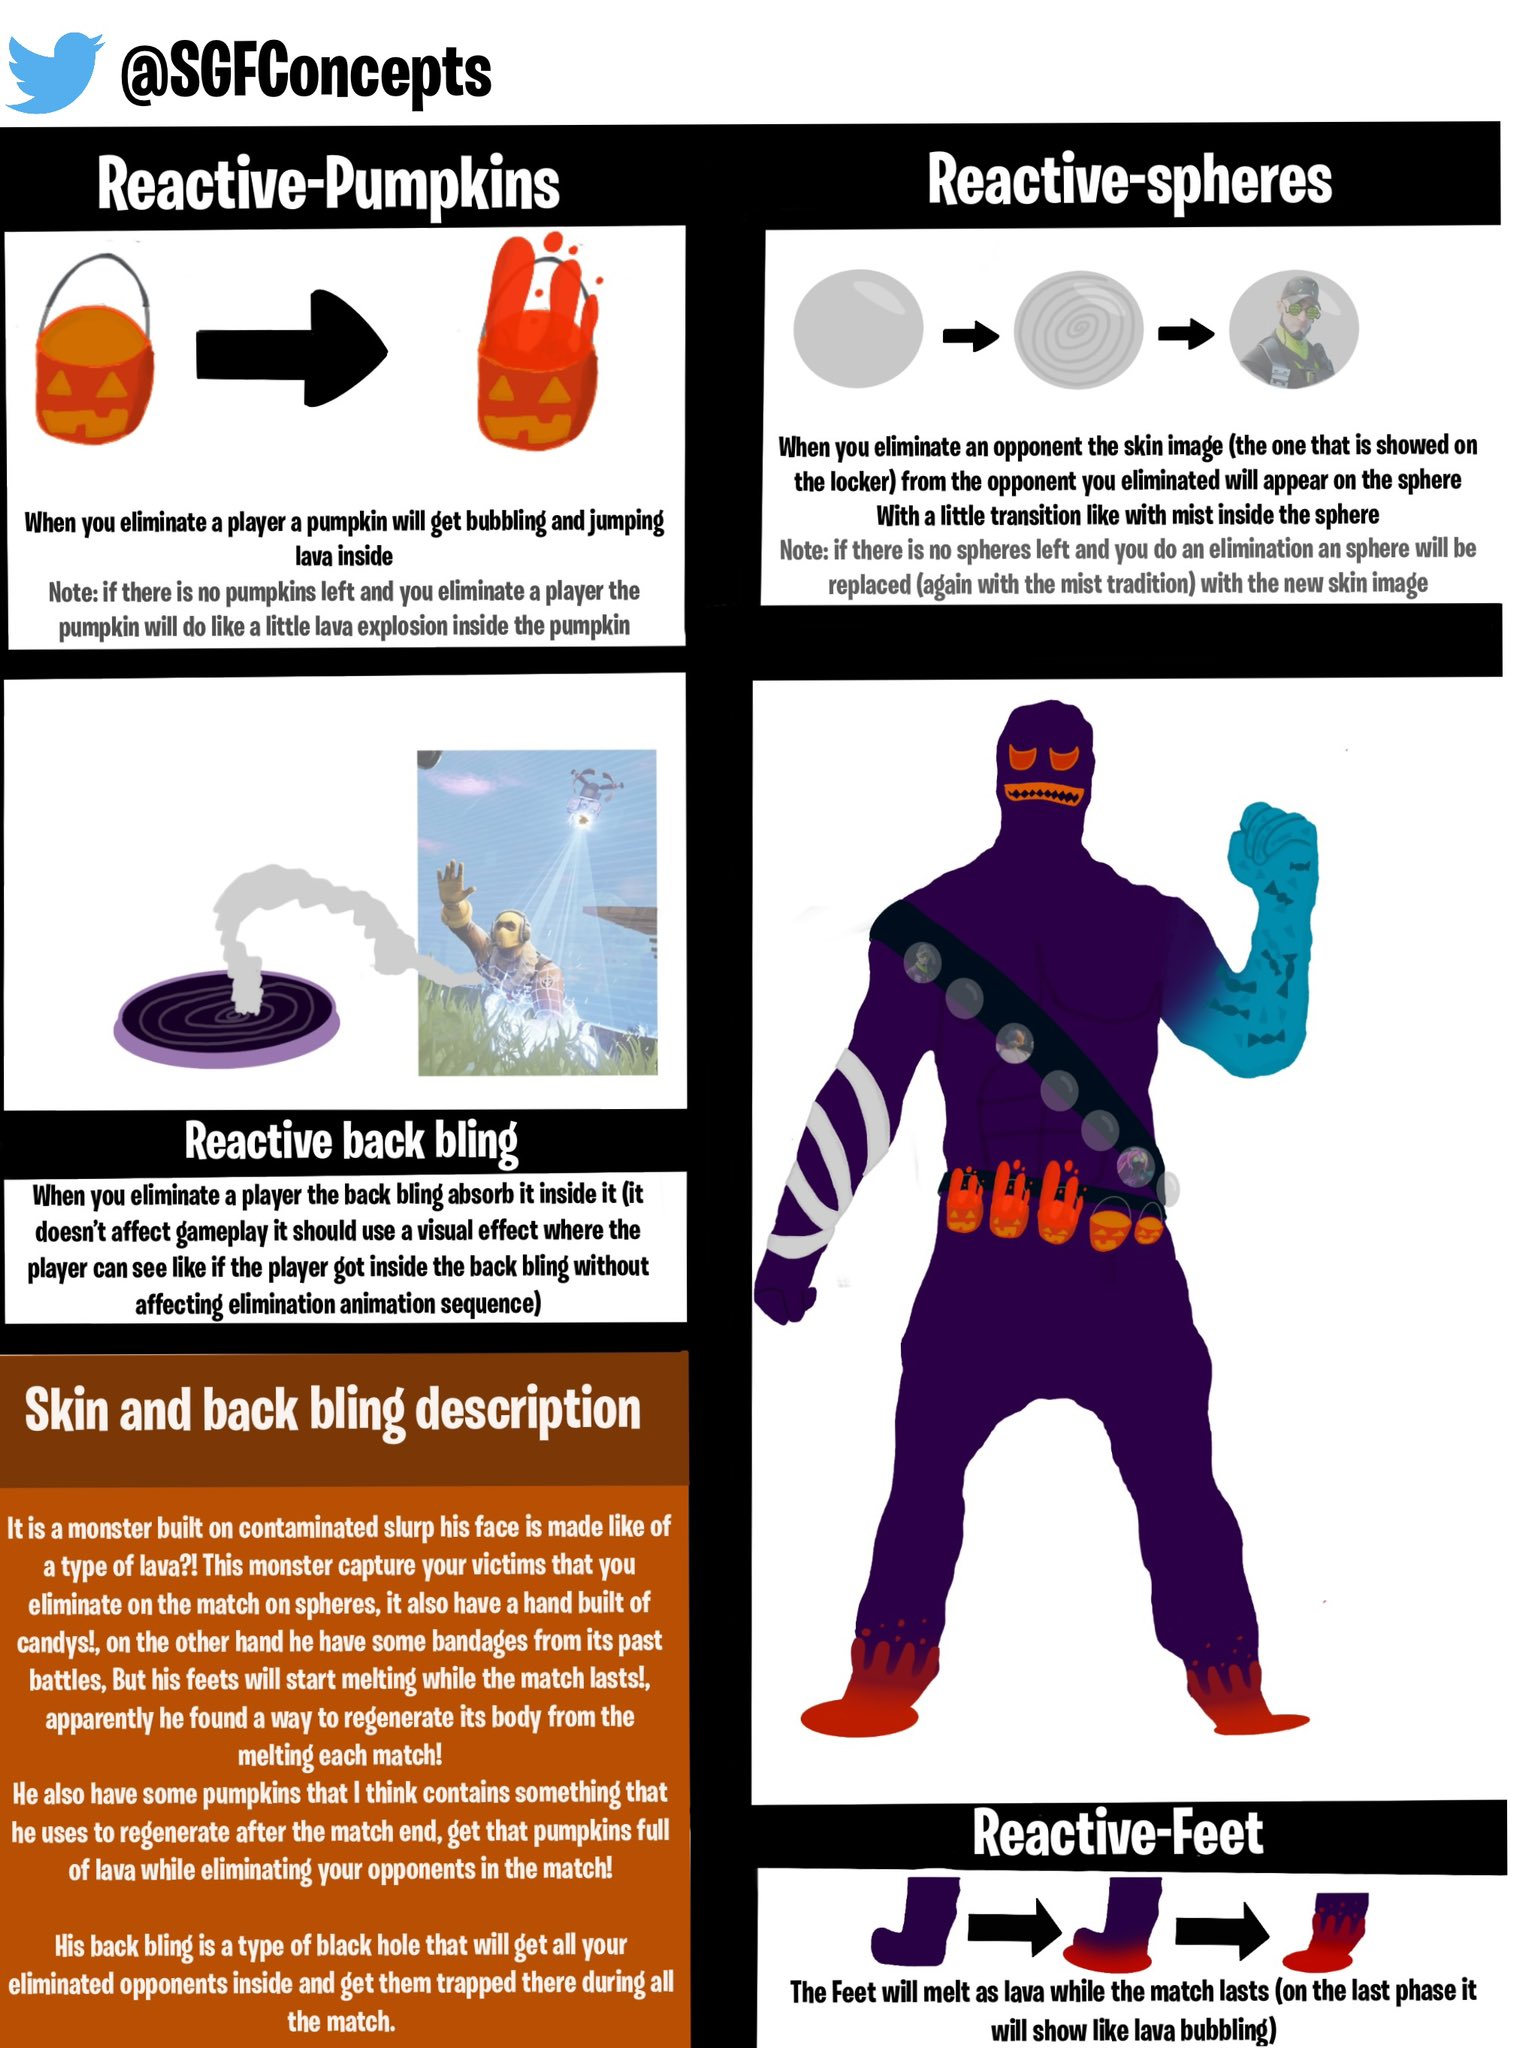 @SGFConcepts
Reactive-Pumpkins
When you eliminate a player a pumpkin will get bubbling and jumping
lava inside
Note: if there is no pumpkins left and you eliminate a player the
pumpkin will do like a little lava explosion inside the pumpkin
Reactive-spheres
When you eliminate an opponent the skin image (the one that is showed on
the locker) from the opponent you eliminated will appear on the sphere
With a little transition like with mist inside the sphere
Note: if there is no spheres left and you do an elimination an sphere will be
replaced (again with the mist tradition) with the new skin image
Reactive back bling
When you eliminate a player the back bling absorb it inside it (it
doesn't affect gameplay it should use a visual effect where the
player can see like if the player got inside the back bling without
affecting elimination animation sequence)
Skin and back bling description
It is a monster built on contaminated slurp his face is made like of
a type of lava?! This monster capture your victims that you
eliminate on the match on spheres, it also have a hand built of
candys!, on the other hand he have some bandages from its past
battles, But his feets will start melting while the match lasts!,
apparently he found a way to regenerate its body from the
melting each match!
He also have some pumpkins that I think contains something that
he uses to regenerate after the match end, get that pumpkins full
of lava while eliminating your opponents in the match!
His back bling is a type of black hole that will get all your
eliminated opponents inside and get them trapped there during all
the match.
Reactive-Feet
The Feet will melt as lava while the match lasts (on the last phase it
will show like lava bubbling)